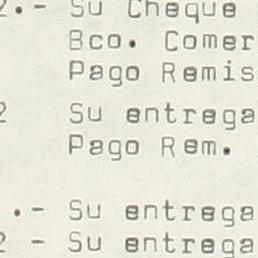 2.- Su Cheque
Bco. Comer
Pago Remis
2 Su entrega
Pago Rem.
.- Su entrega
2 - Su entrega